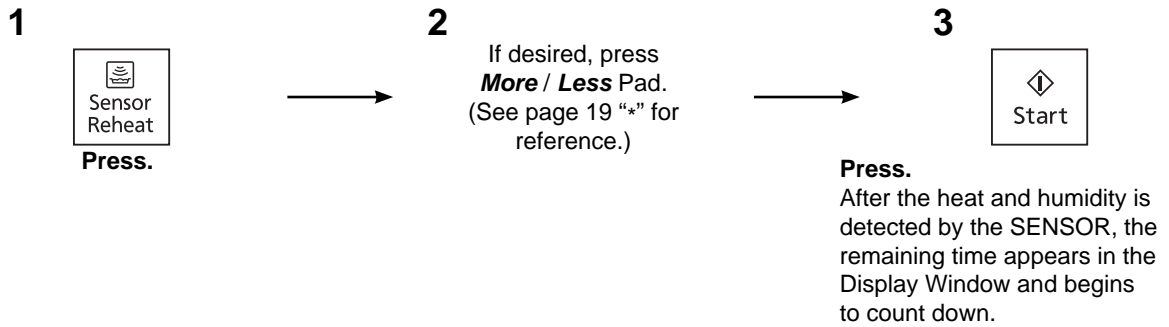 1
Sensor
Reheat
Press.
2
If desired, press
More / Less Pad.
(See page 19 “*” for
reference.)
3
Start
Press.
After the heat and humidity is
detected by the SENSOR, the
remaining time appears in the
Display Window and begins
to count down.